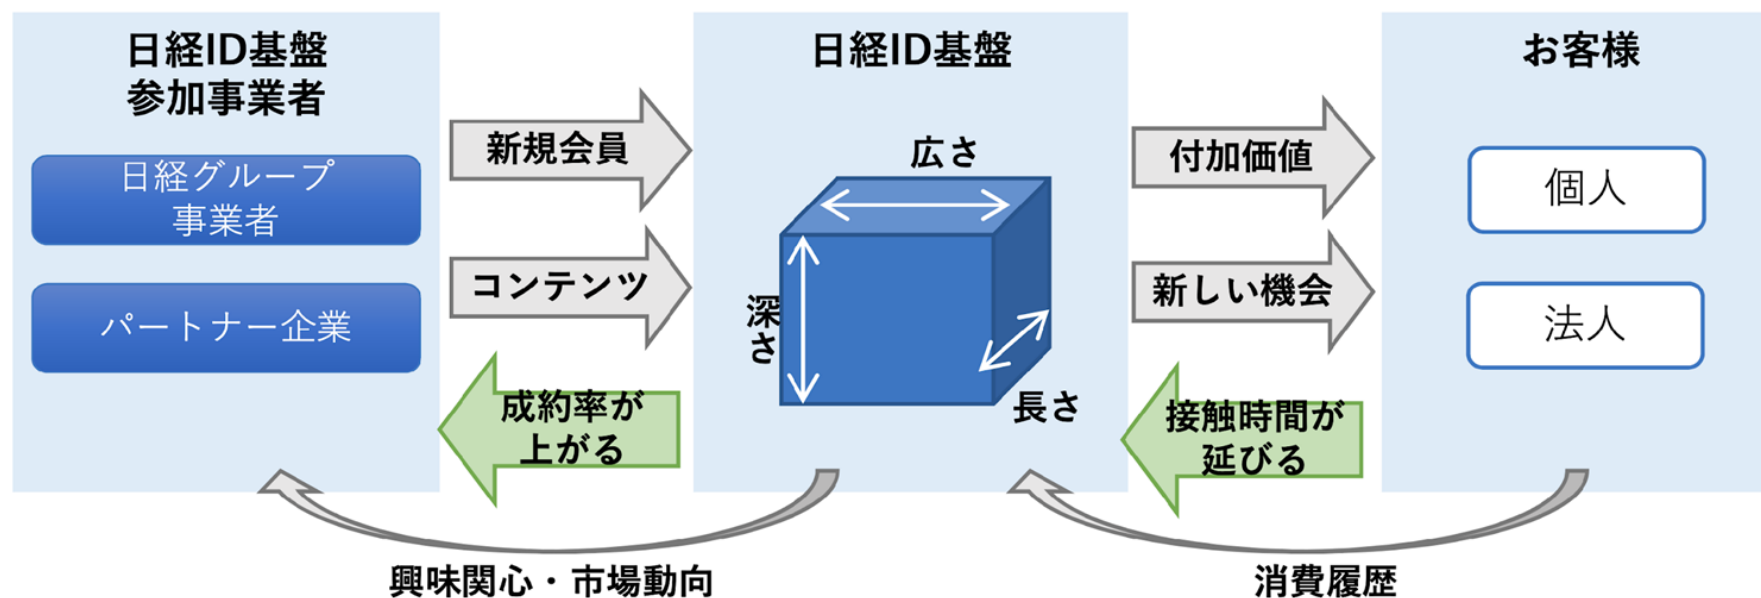 日経ID基盤
参加事業者
日経グループ
事業者
パートナー企業
新規会員
コンテンツ
成約率が
上がる
日経ID基盤
広さ
深さ
長さ
付加価値
新しい機会
接触時間が
延びる
お客様
個人
法人
興味関心・市場動向
消費履歴